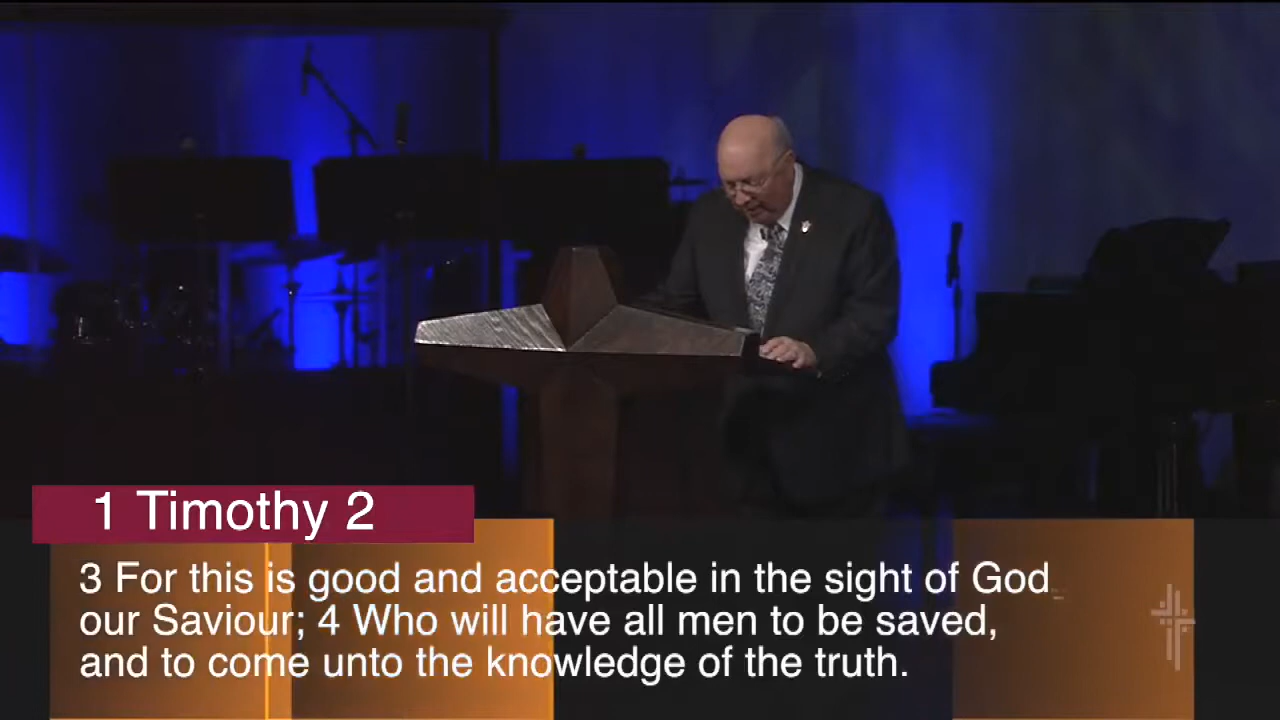 1 Timothy 2
3 For this is good and acceptable in the sight of God
our Saviour; 4 Who will have all men to be saved,
and to come unto the knowledge of the truth.